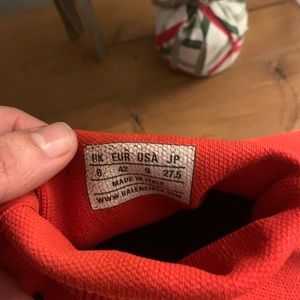 UK EUR USA JP
8 42 9 27.5
MADE IN ITALY
WWW.BALENCIAGA.COM